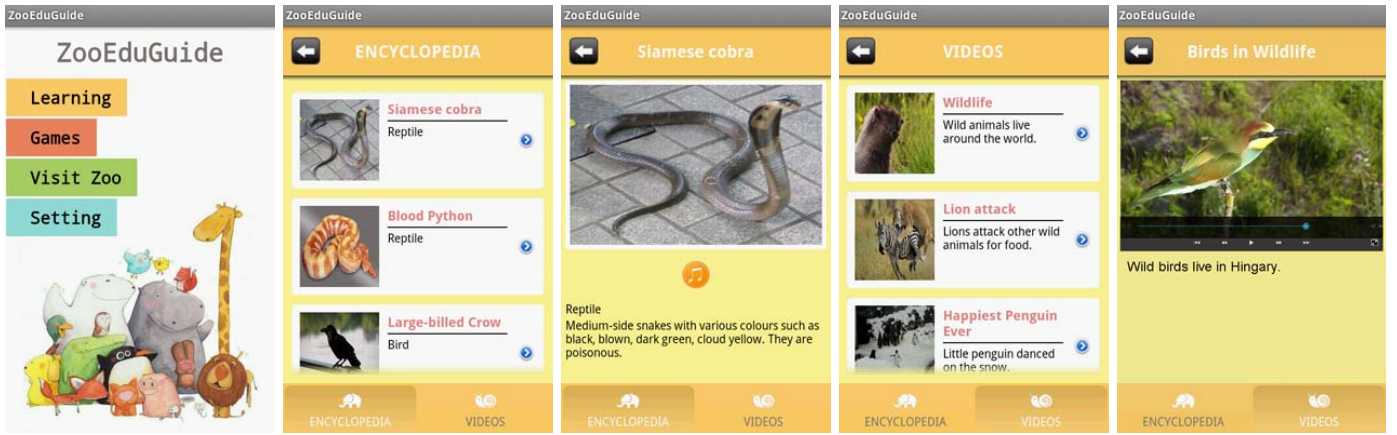 ZooEduGuide
ZooEduGuide
Learning
Games
Visit Zoo
Setting
ZooEduGuide
ENCYCLOPEDIA
Siamese cobra
Reptile
Blood Python
Reptile
Large-billed Crow
Bird
ENCYCLOPEDIA
VIDEOS
ZooEduGuide
Siamese cobra
Reptile
Medium-side snakes with various colours such as
black, blown, dark green, cloud yellow. They are
poisonous.
ENCYCLOPEDIA
VIDEOS
ZooEduGuide
VIDEOS
Wildlife
Wild animals live
around the world.
Lion attack
Lions attack other wild
animals for food.
Happiest Penguin
Ever
Little penguin danced
on the snow.
ENCYCLOPEDIA
VIDEOS
ZooEduGuide
Birds in Wildlife
Wild birds live in Hingary.
ENCYCLOPEDIA
VIDEOS